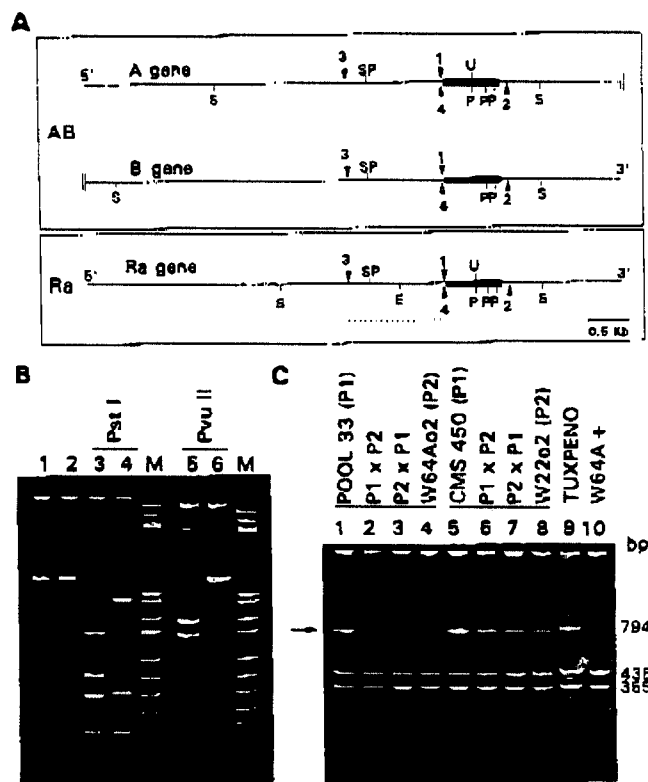 A
3 SP 1 U
5' A gene
S 4 P PP 2 S
AB
3 SP 1
B gene 3'
S 4 PP 2 S
3 SP 1 U
5' Ra gene 3'
Ra
S E 4 P PP 2 S
0.5 Kb
B
Pst I Pvu II
1 2 3 4 M 5 6 M
C
POOL 33 (P1)
P1 x P2
P2 x P1
W64Ao2 (P2)
CMS 450 (P1)
P1 x P2
P2 x P1
W22o2 (P2)
TUXPENO
W64A +
1 2 3 4 5 6 7 8 9 10
bp
794